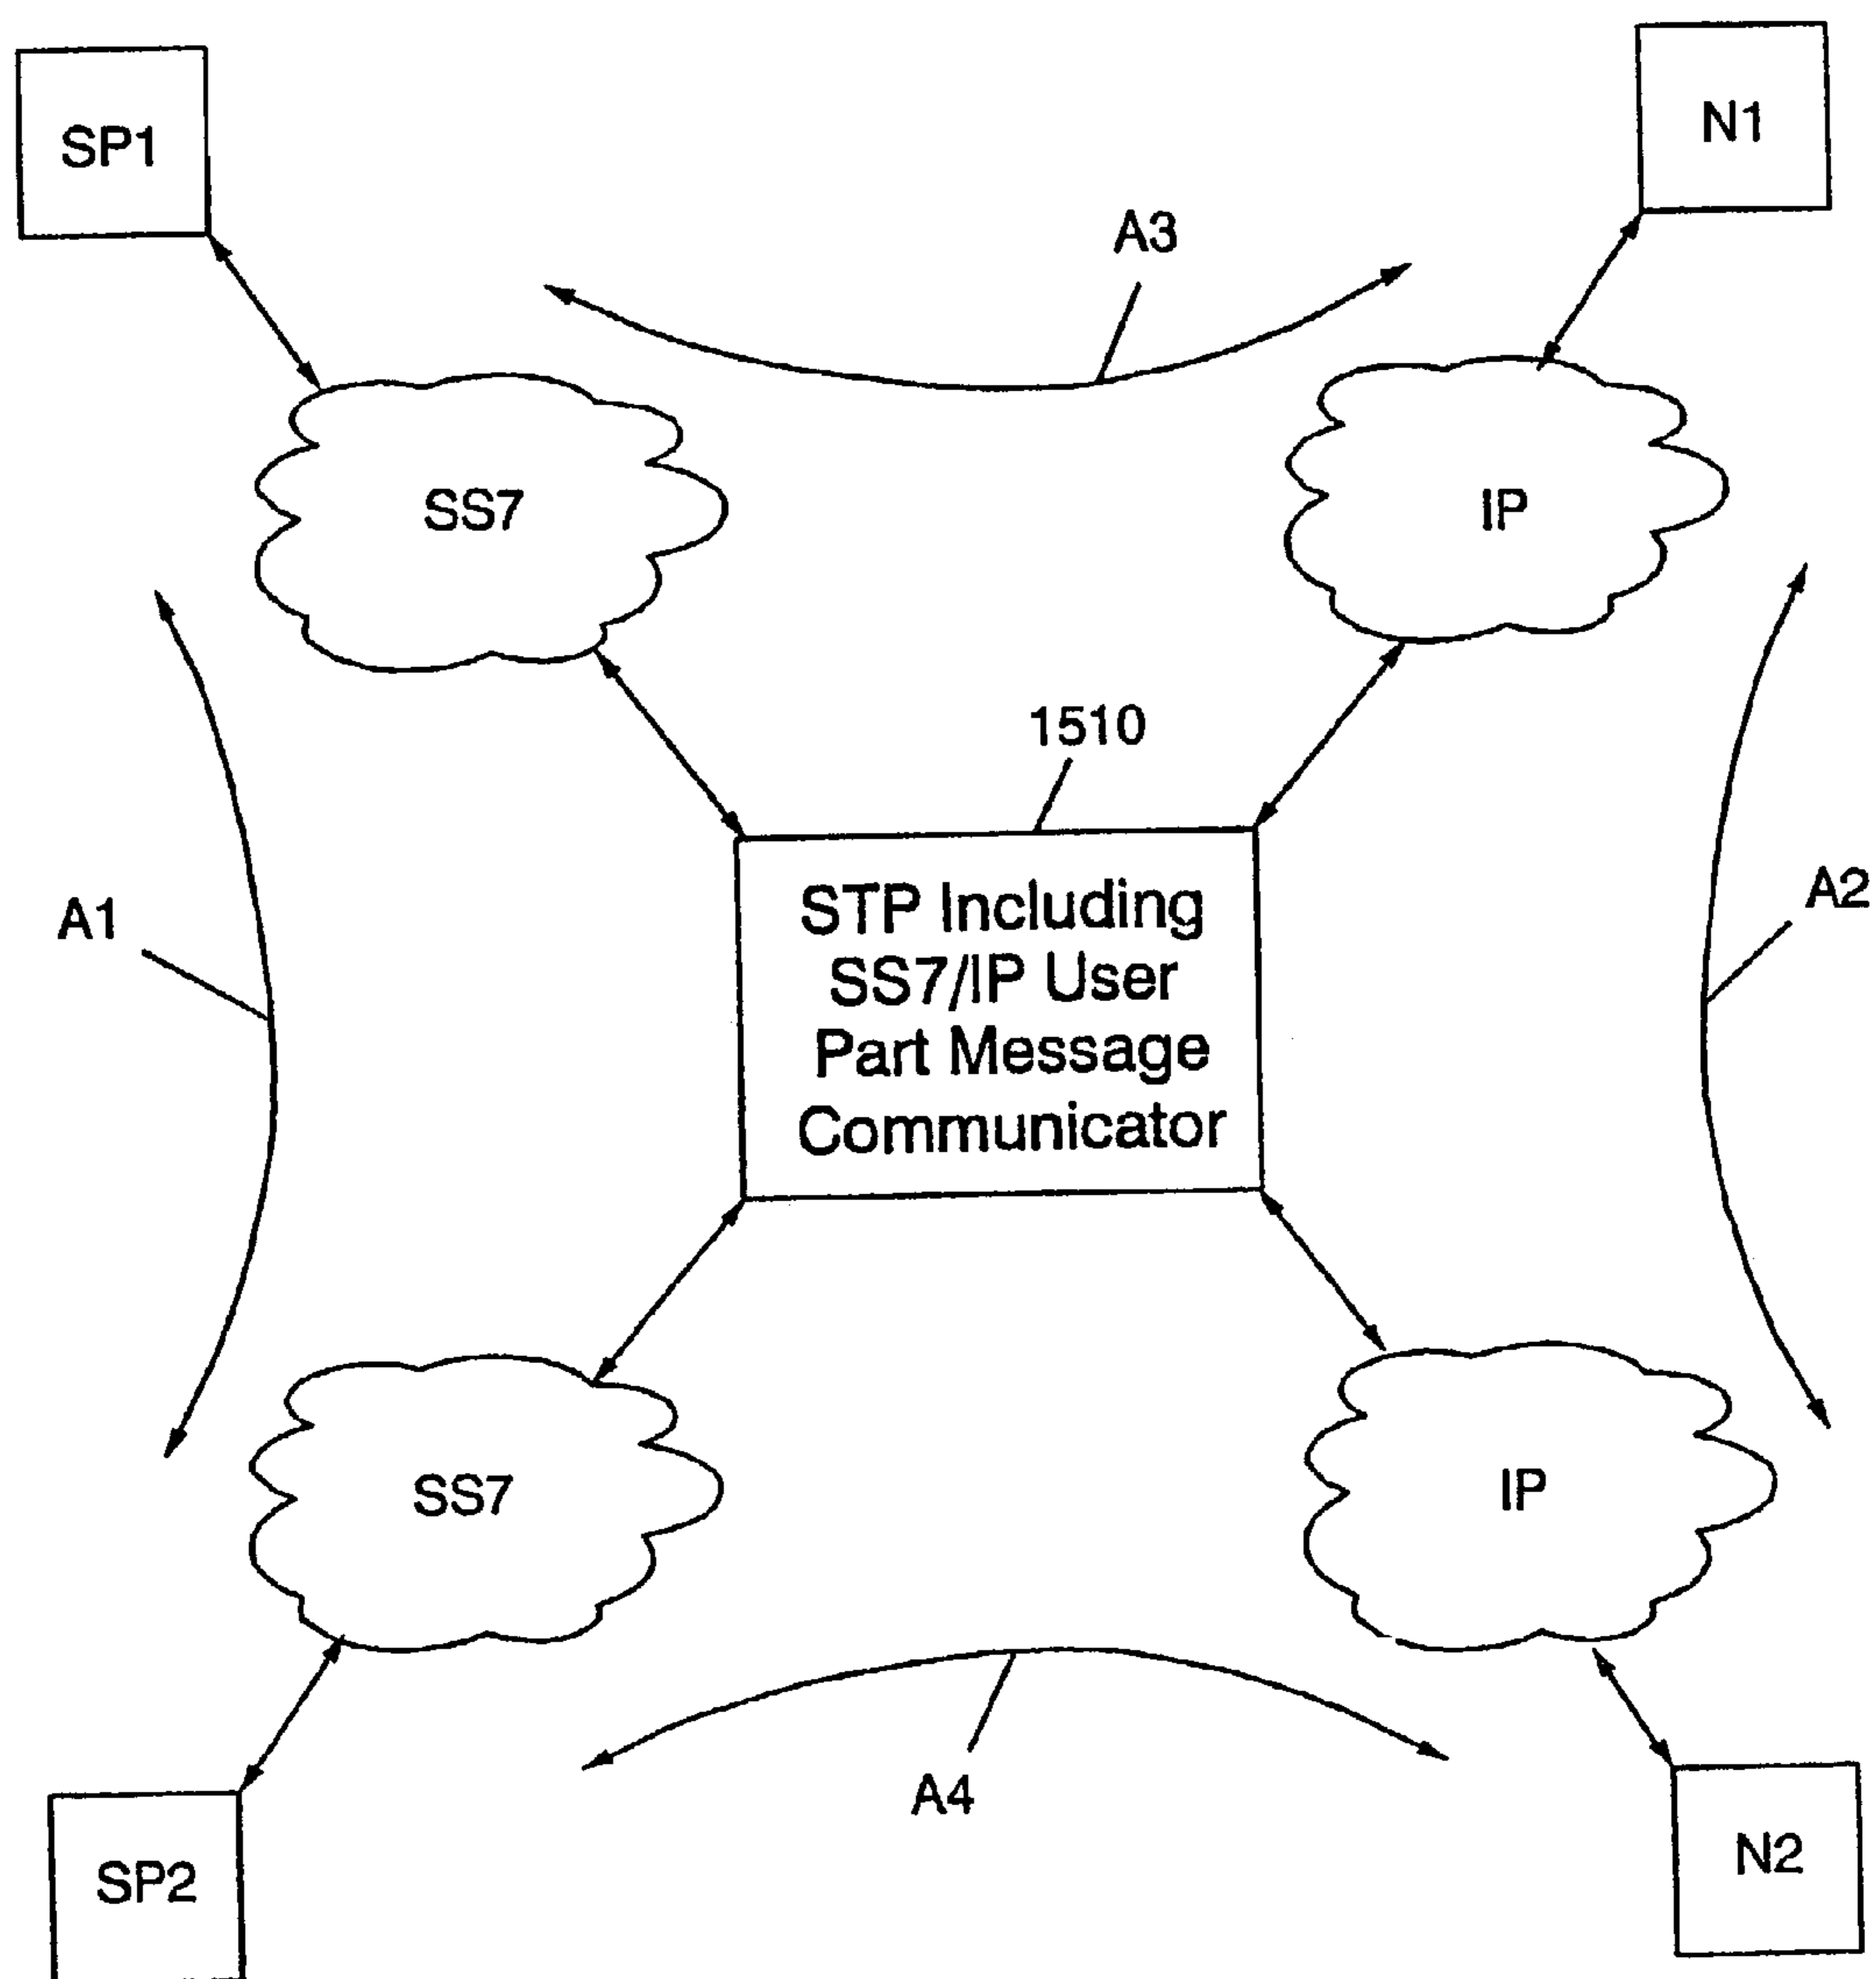 SP1
N1
A3
SS7
IP
1510
A1
A2
STP Including
SS7/IP User
Part Message
Communicator
SS7
IP
A4
SP2
N2